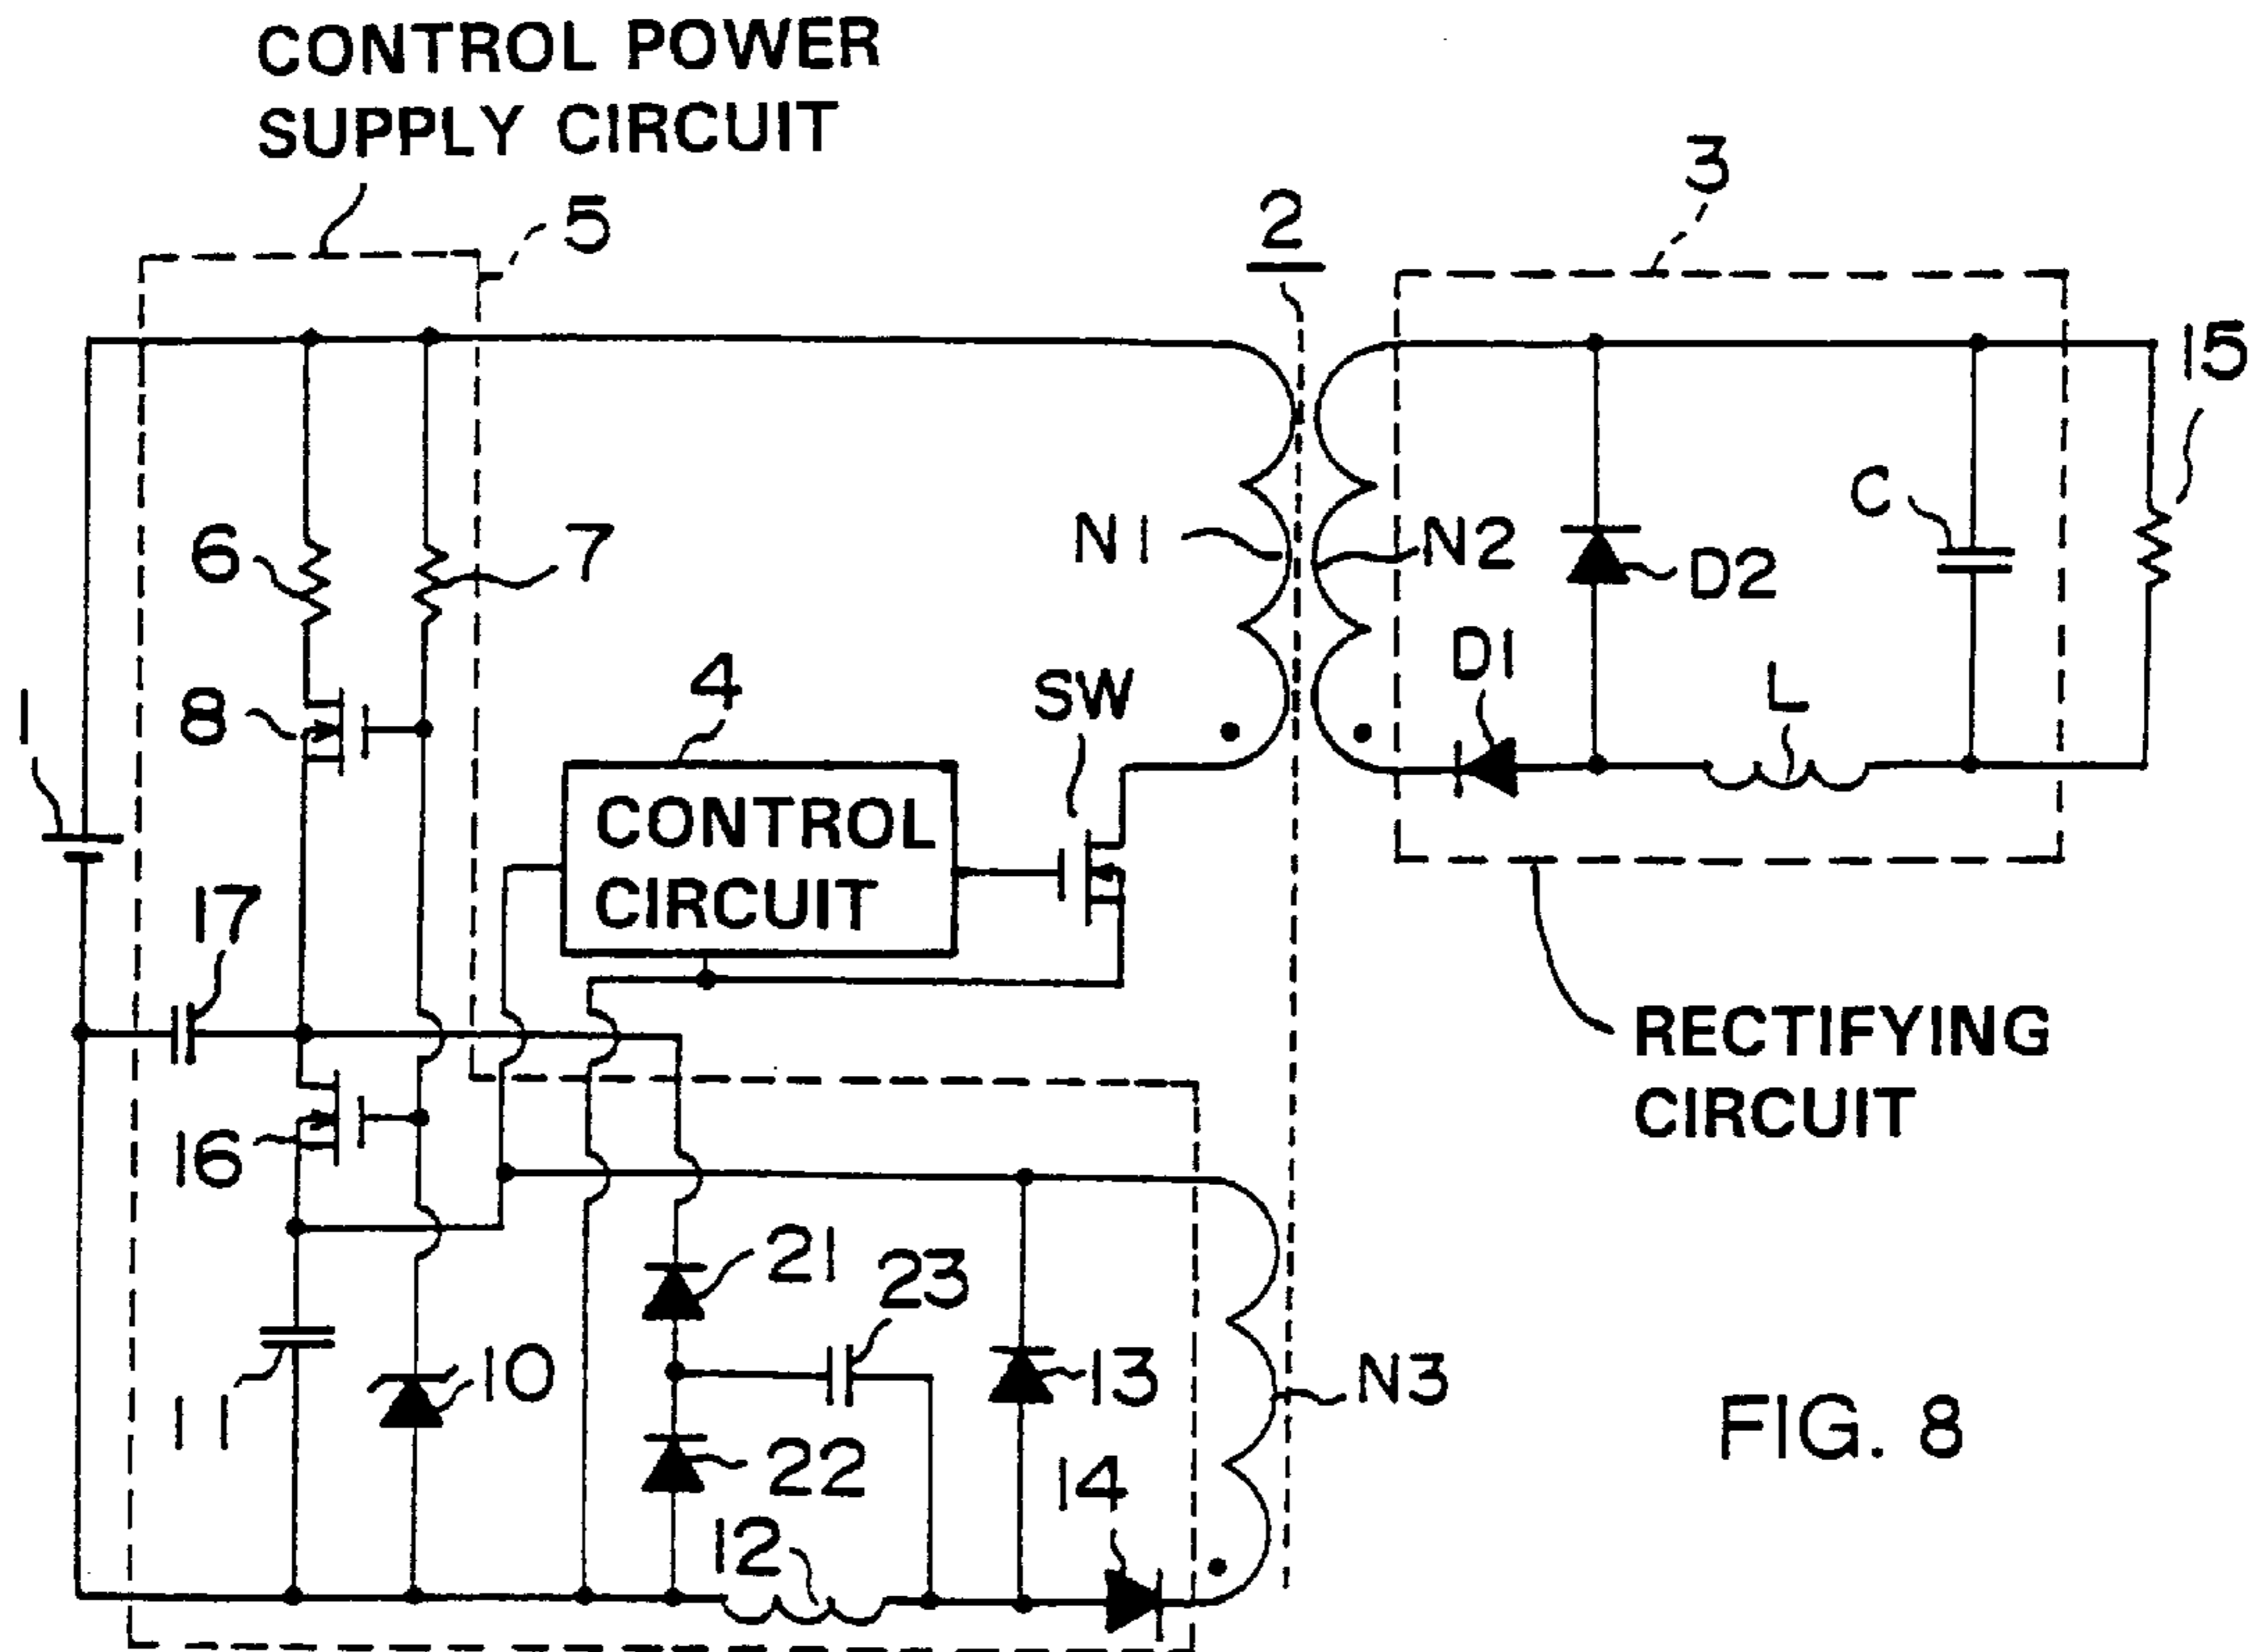 CONTROL POWER
SUPPLY CIRCUIT
5
2
3
15
6
7
N1
N2
D2
C
D1
L
8
4
SW
1
CONTROL
CIRCUIT
17
RECTIFYING
CIRCUIT
16
21
23
11
10
13
N3
22
14
12
FIG. 8